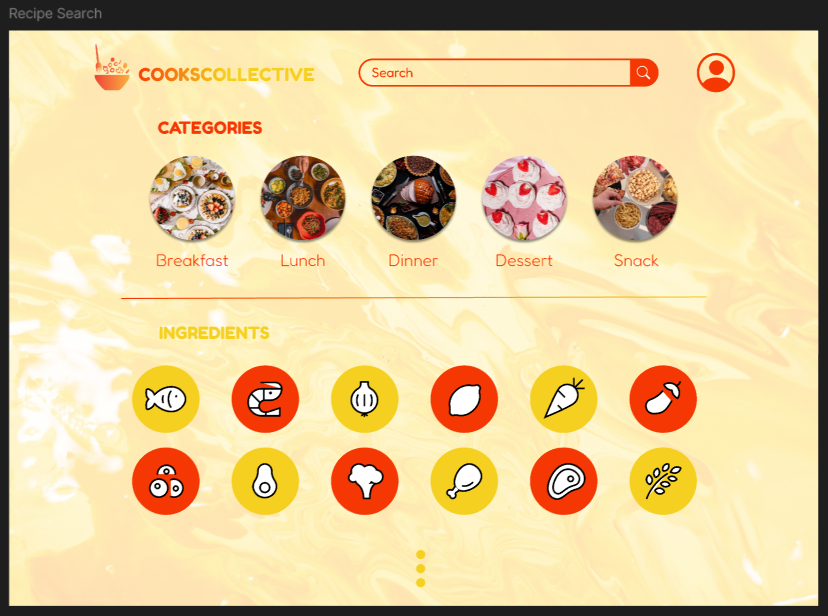 Recipe Search
COOKSCOLLECTIVE
Search
CATEGORIES
Breakfast
Lunch
Dinner
Dessert
Snack
INGREDIENTS